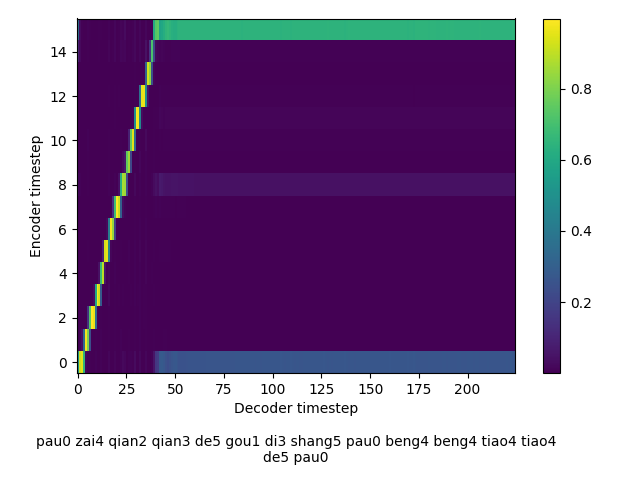 14
12
10
8
6
4
2
0
Encoder timestep
0 25 50 75 100 125 150 175 200
Decoder timestep
0.8
0.6
0.4
0.2
pau0 zai4 qian2 qian3 de5 gou1 di3 shang5 pau0 beng4 beng4 tiao4 tiao4
de5 pau0